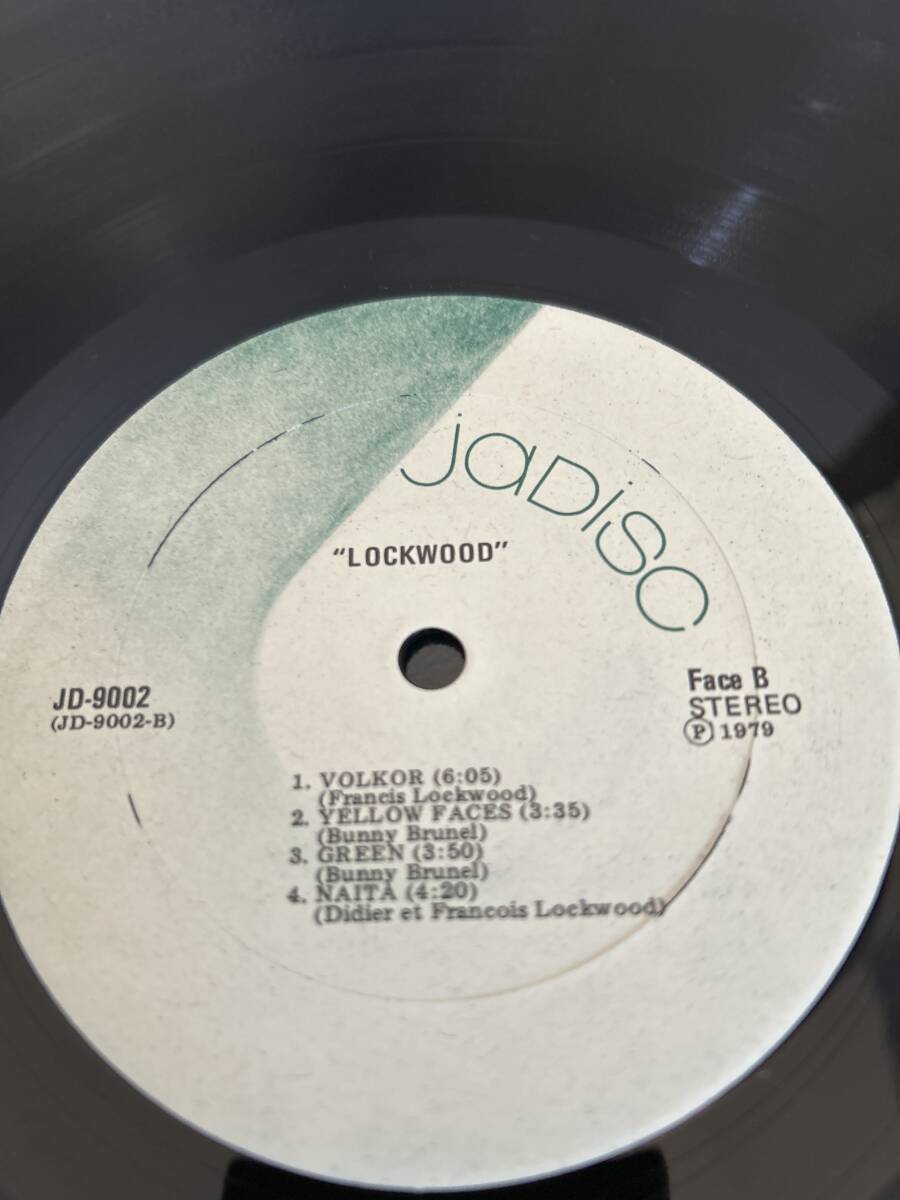 jaDisc
"LOCKWOOD"
JD-9002
(JD-9002-B)
Face B
STEREO
Ⓟ 1979
1. VOLKOR (6:05)
(Francis Lockwood)
2. YELLOW FACES (3:35)
(Bunny Brunel)
3. GREEN (3:50)
(Bunny Brunel)
4. NAITA (4:20)
(Didier et Francois Lockwood)